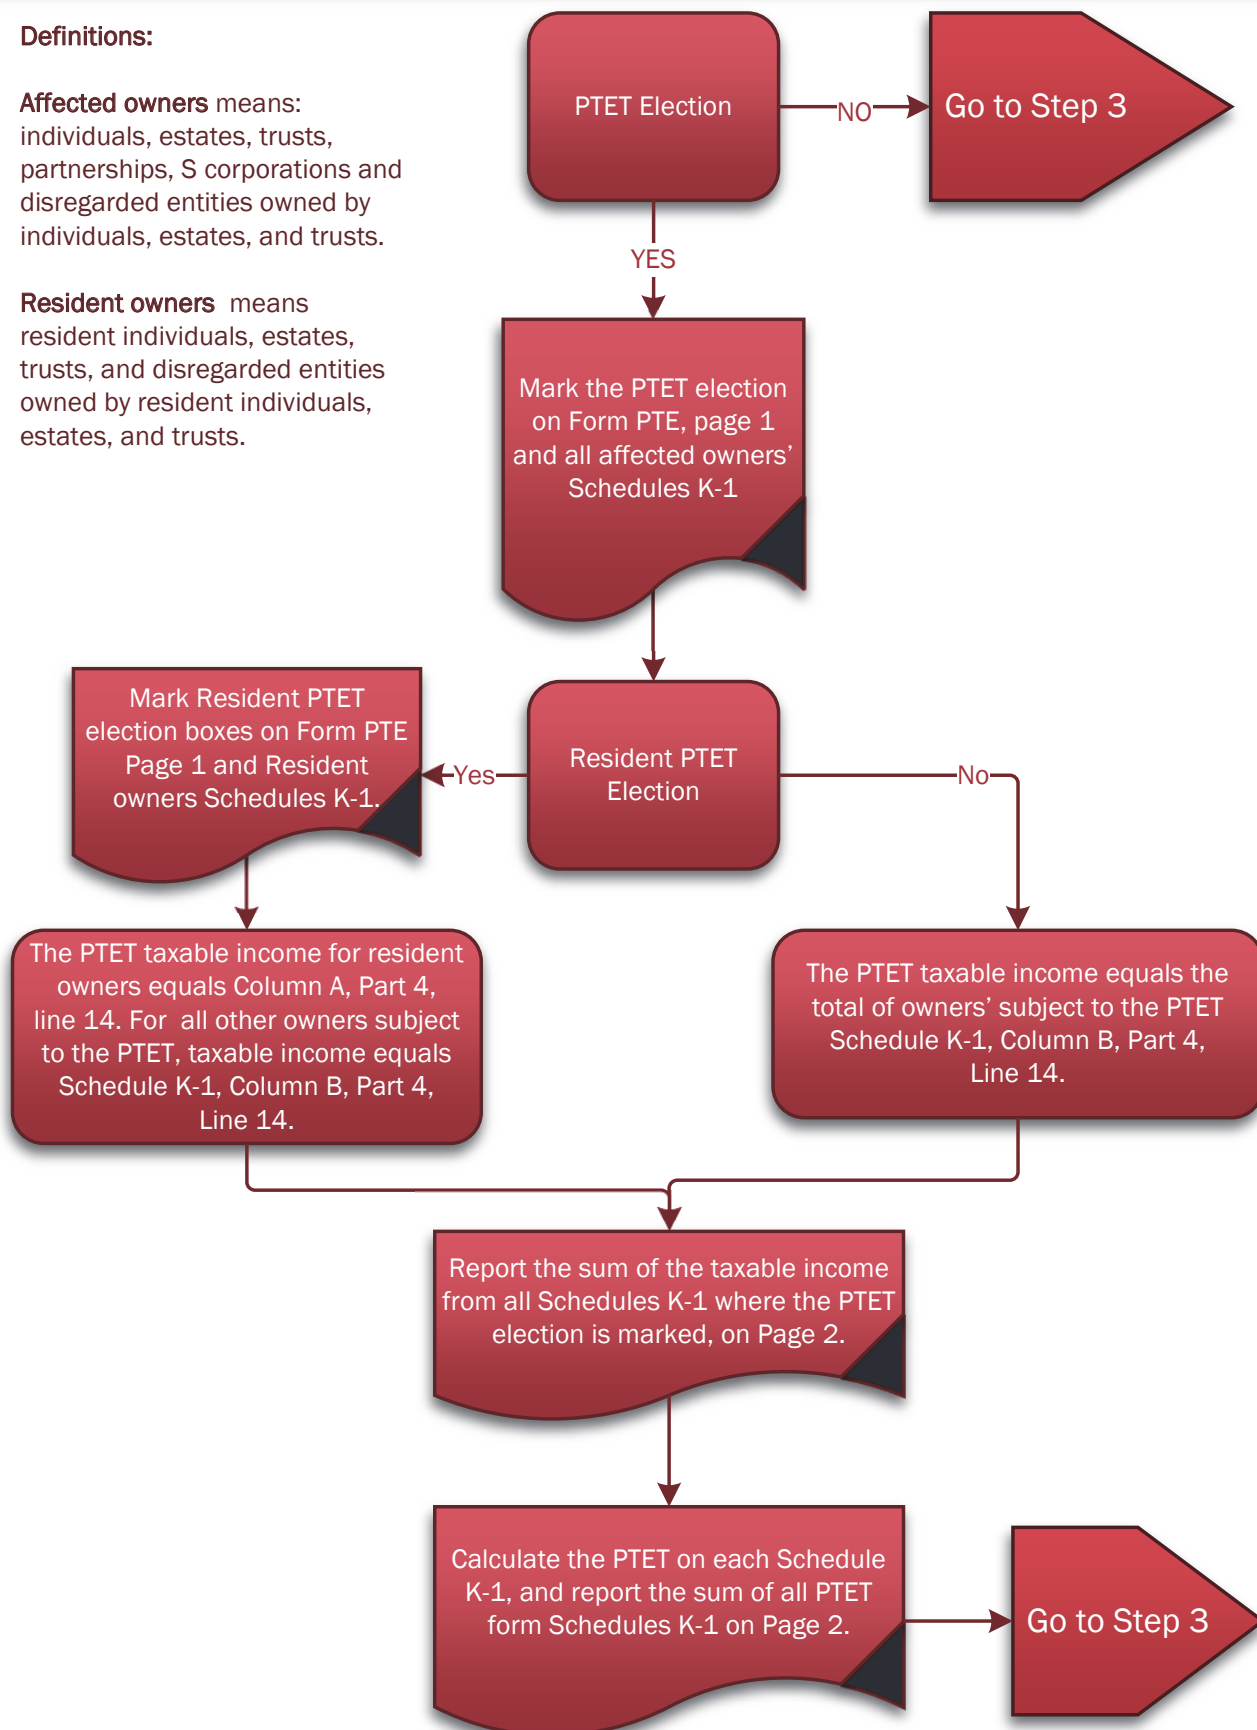 Definitions:
Affected owners means:
individuals, estates, trusts,
partnerships, S corporations and
disregarded entities owned by
individuals, estates, and trusts.
Resident owners means
resident individuals, estates,
trusts, and disregarded entities
owned by resident individuals,
estates, and trusts.
PTET Election
NO
Go to Step 3
YES
Mark the PTET election
on Form PTE, page 1
and all affected owners’
Schedules K-1
Mark Resident PTET
election boxes on Form PTE
Page 1 and Resident
owners Schedules K-1.
Yes
Resident PTET
Election
No
The PTET taxable income for resident
owners equals Column A, Part 4,
line 14. For all other owners subject
to the PTET, taxable income equals
Schedule K-1, Column B, Part 4,
Line 14.
The PTET taxable income equals the
total of owners’ subject to the PTET
Schedule K-1, Column B, Part 4,
Line 14.
Report the sum of the taxable income
from all Schedules K-1 where the PTET
election is marked, on Page 2.
Calculate the PTET on each Schedule
K-1, and report the sum of all PTET
form Schedules K-1 on Page 2.
Go to Step 3